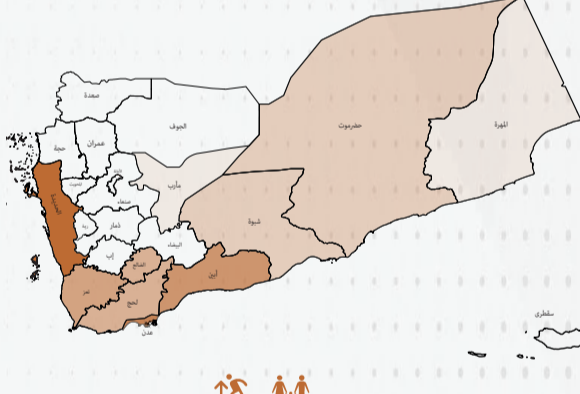 صعدة
حجة
عمران
الجوف
حضرموت
المهرة
مأرب
صنعاء
الحديدة
ذمار
شبوة
البيضاء
إب
الضالع
أبين
تعز
لحج
عدن
سقطرى